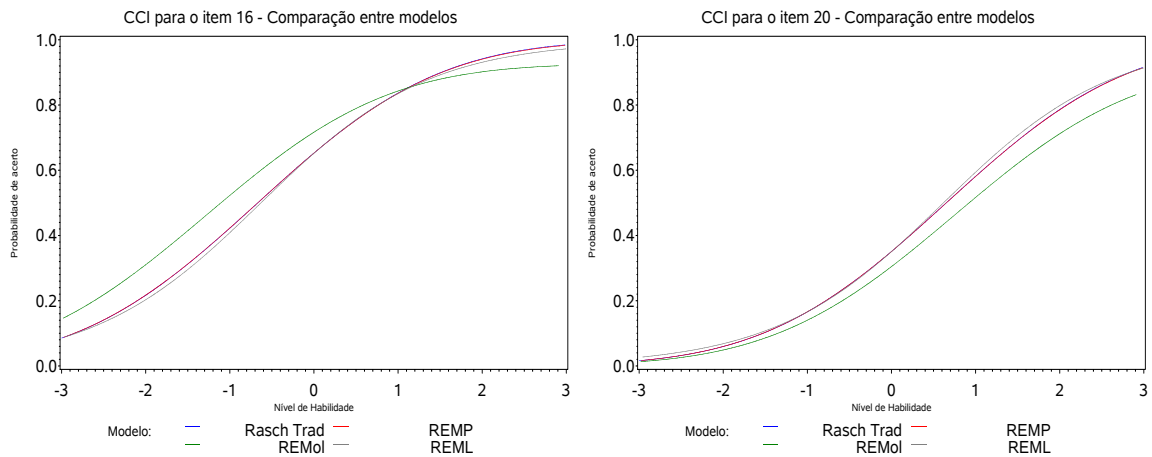 CCI para o item 16 - Comparação entre modelos
1.0
0.8
0.6
0.4
0.2
0.0
Probabilidade de acerto
-3 -2 -1 0 1 2 3
Nível de Habilidade
Modelo: Rasch Trad REMP
REMol REML
CCI para o item 20 - Comparação entre modelos
1.0
0.8
0.6
0.4
0.2
0.0
Probabilidade de acerto
-3 -2 -1 0 1 2 3
Nível de Habilidade
Modelo: Rasch Trad REMP
REMol REML